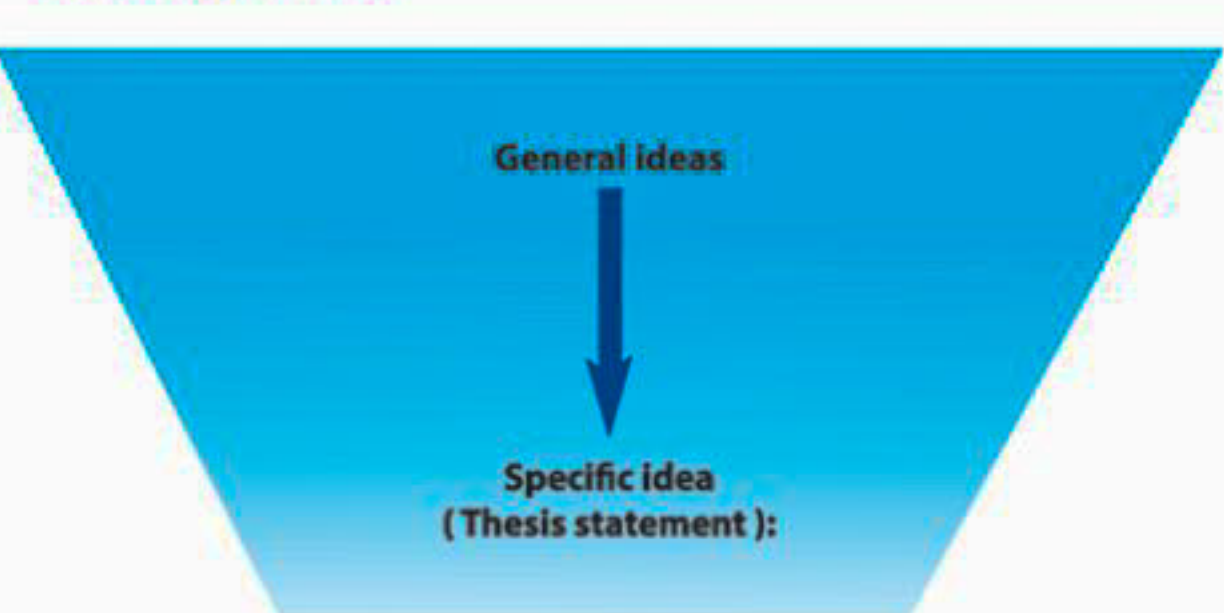 General ideas
Specific idea
( Thesis statement ):